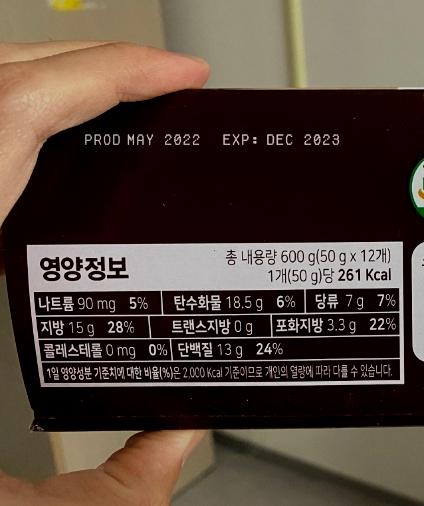 PROD MAY 2022 EXP: DEC 2023
영양정보
총 내용량 600 g(50 g x 12개)
1개(50 g)당 261 Kcal
나트륨 90 mg 5% 탄수화물 18.5 g 6% 당류 7 g 7%
지방 15 g 28% 트랜스지방 0 g 포화지방 3.3 g 22%
콜레스테롤 0 mg 0% 단백질 13 g 24%
1일 영양성분 기준치에 대한 비율(%)은 2,000 Kcal 기준이므로 개인의 열량에 따라 다를 수 있습니다.